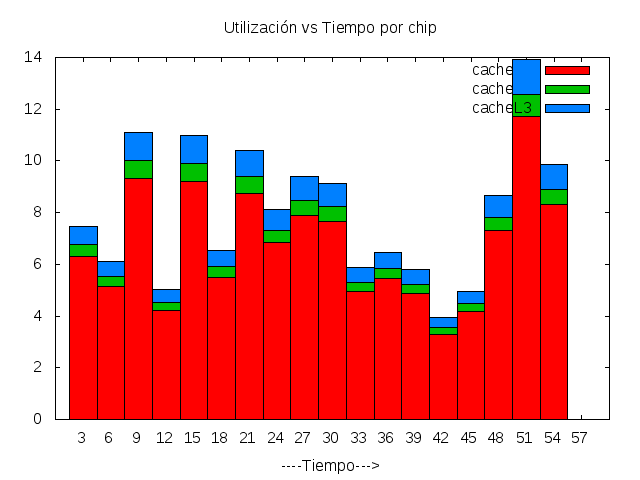 Utilización vs Tiempo por chip
cache
cache
cacheL3
14
12
10
8
6
4
2
0
3 6 9 12 15 18 21 24 27 30 33 36 39 42 45 48 51 54 57
----Tiempo--->